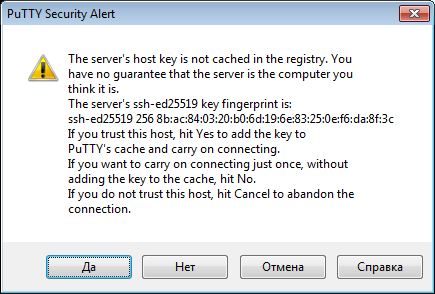 PuTTY Security Alert
The server's host key is not cached in the registry. You
have no guarantee that the server is the computer you
think it is.
The server's ssh-ed25519 key fingerprint is:
ssh-ed25519 256 8b:ac:84:03:20:b0:6d:19:6e:83:25:0e:f6:da:8f:3c
If you trust this host, hit Yes to add the key to
PuTTY's cache and carry on connecting.
If you want to carry on connecting just once, without
adding the key to the cache, hit No.
If you do not trust this host, hit Cancel to abandon the
connection.
Да
Нет
Отмена
Справка